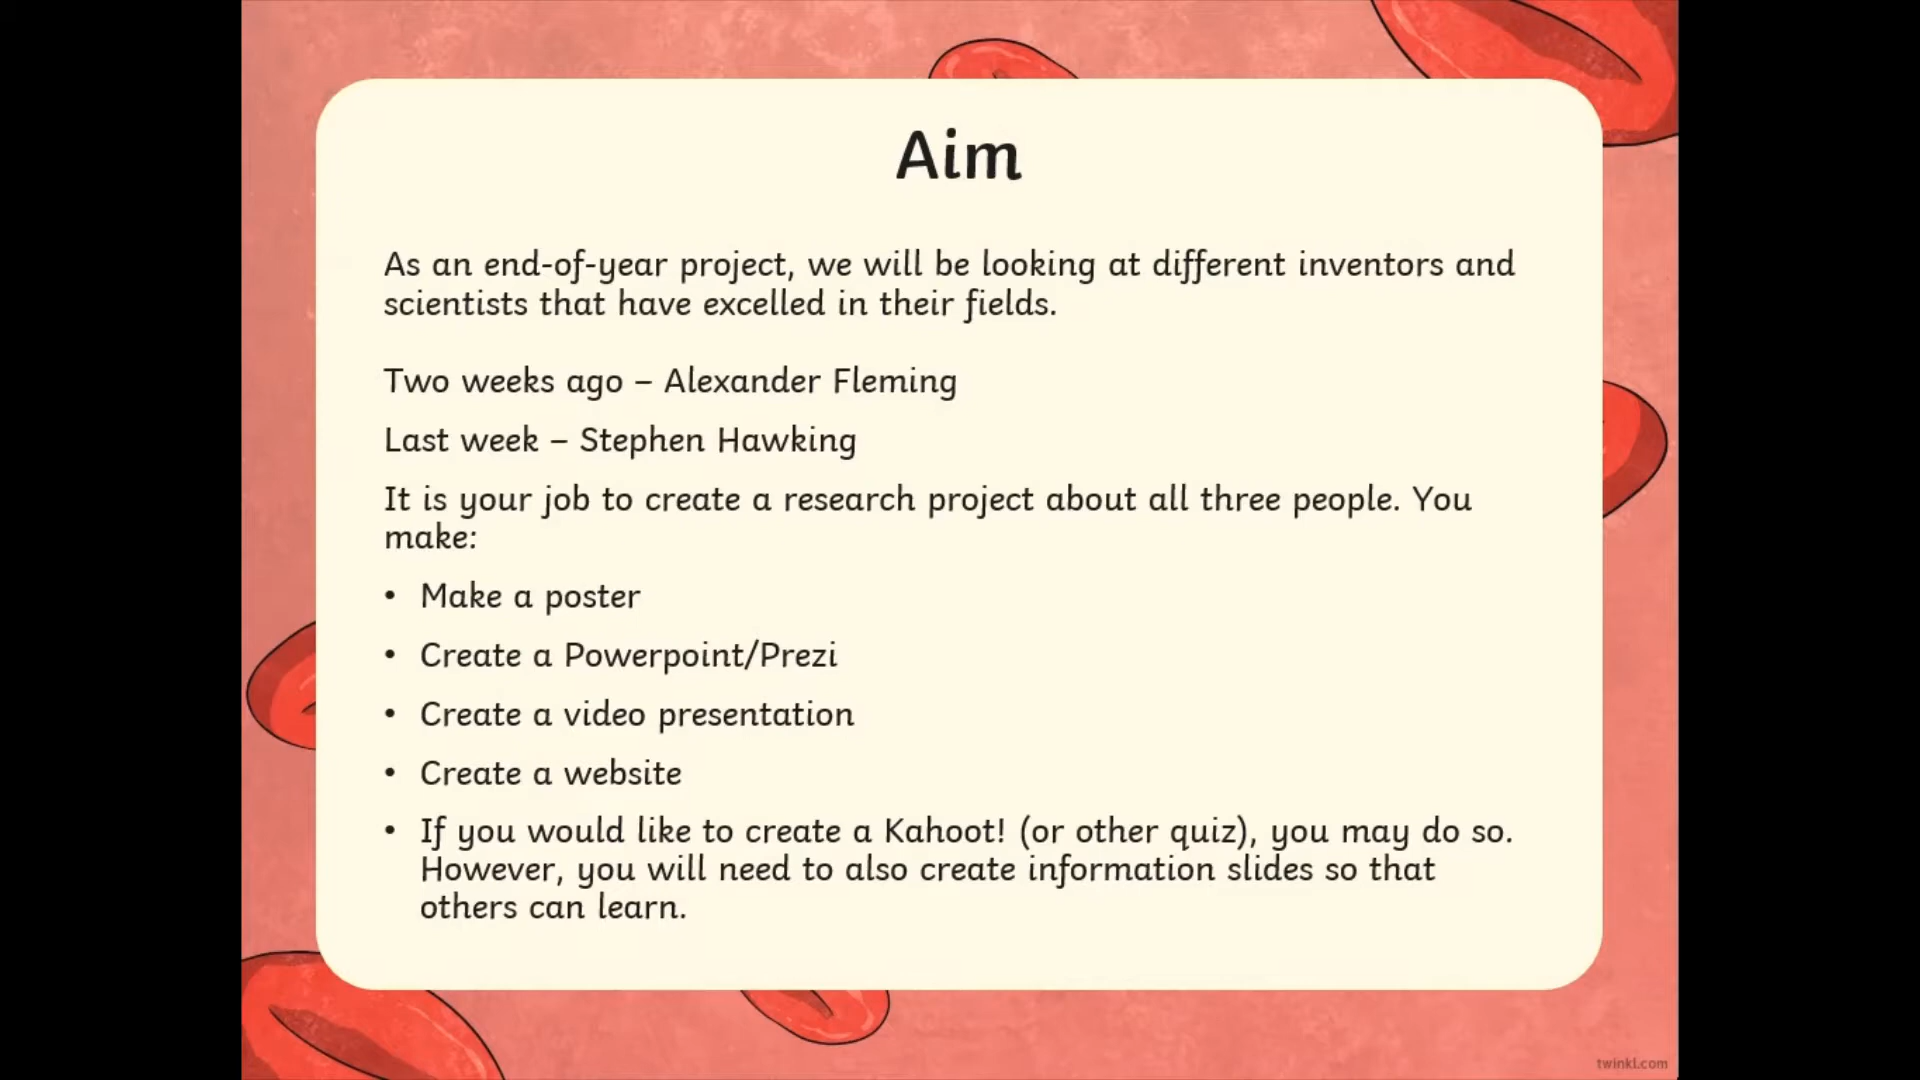 Aim
As an end-of-year project, we will be looking at different inventors and
scientists that have excelled in their fields.
Two weeks ago – Alexander Fleming
Last week – Stephen Hawking
It is your job to create a research project about all three people. You
make:
• Make a poster
• Create a Powerpoint/Prezi
• Create a video presentation
• Create a website
• If you would like to create a Kahoot! (or other quiz), you may do so.
However, you will need to also create information slides so that
others can learn.
twinkl.com